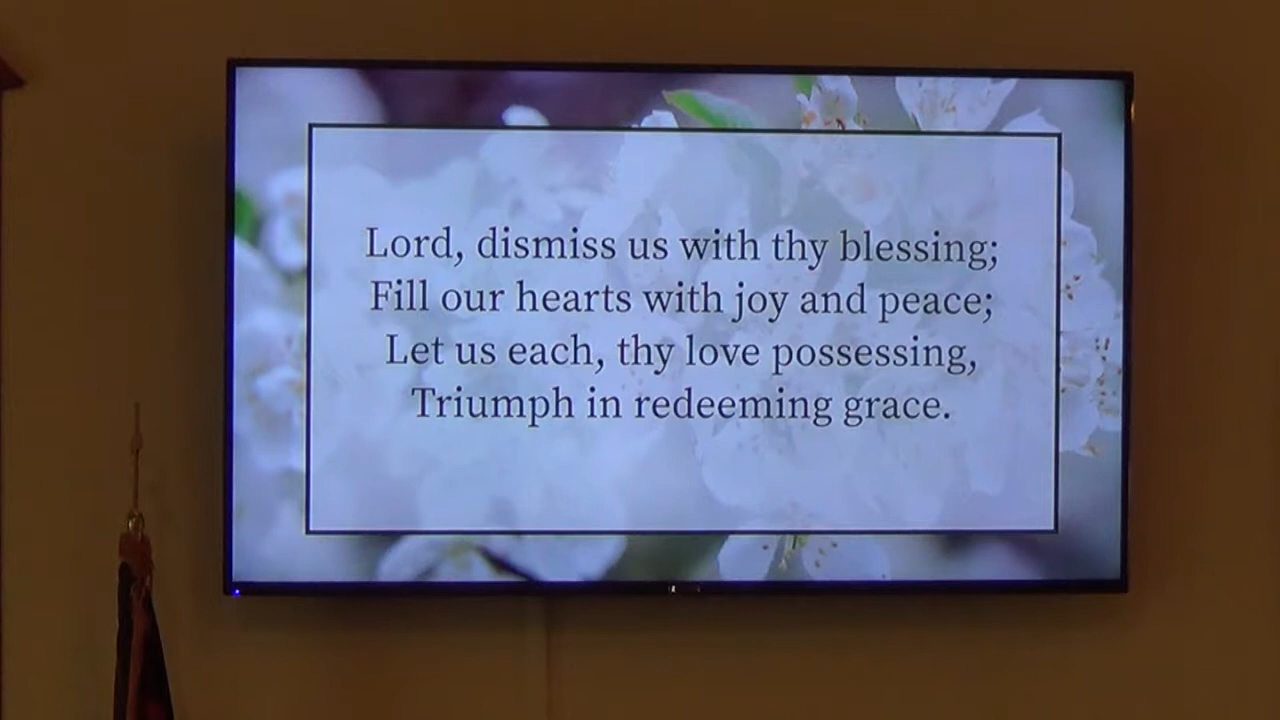 Lord, dismiss us with thy blessing;
Fill our hearts with joy and peace;
Let us each, thy love possessing,
Triumph in redeeming grace.